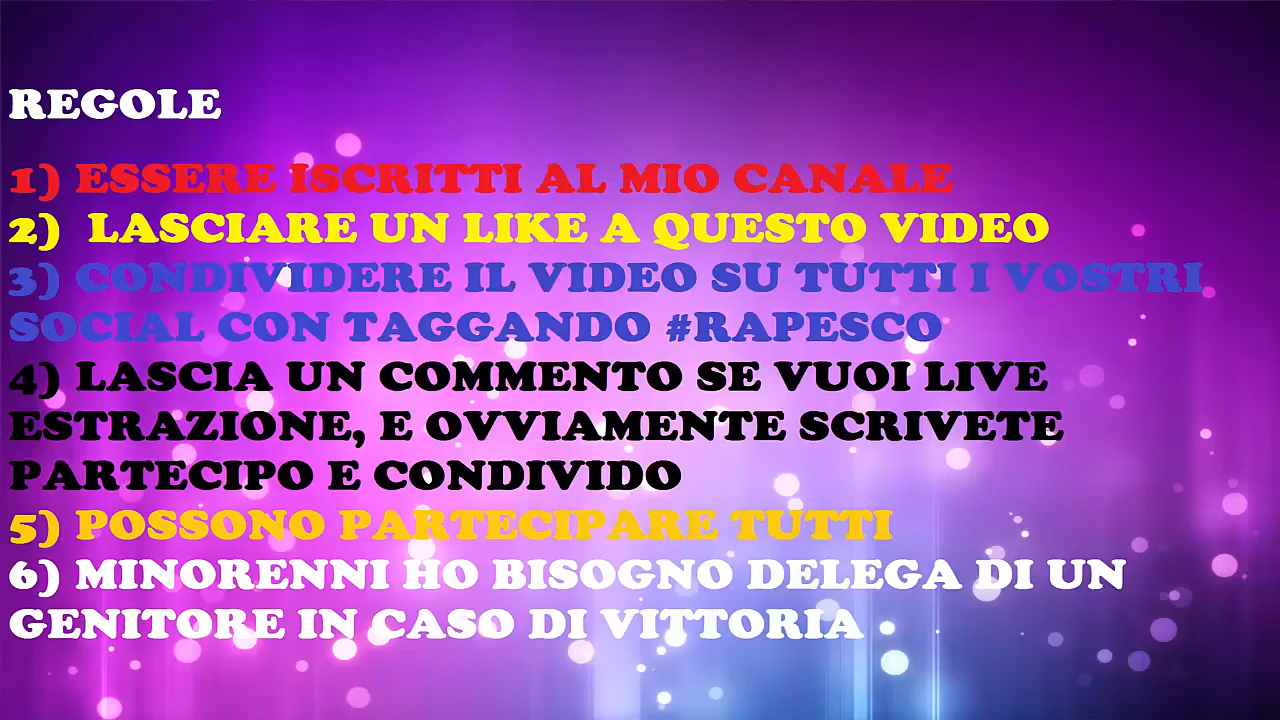 REGOLE
1) ESSERE ISCRITTI AL MIO CANALE
2) LASCIARE UN LIKE A QUESTO VIDEO
3) CONDIVIDERE IL VIDEO SU TUTTI I VOSTRI
SOCIAL CON TAGGANDO #RAPESCO
4) LASCIA UN COMMENTO SE VUOI LIVE
ESTRAZIONE, E OVVIAMENTE SCRIVETE
PARTECIPO E CONDIVIDO
5) POSSONO PARTECIPARE TUTTI
6) MINORENNI HO BISOGNO DELEGA DI UN
GENITORE IN CASO DI VITTORIA